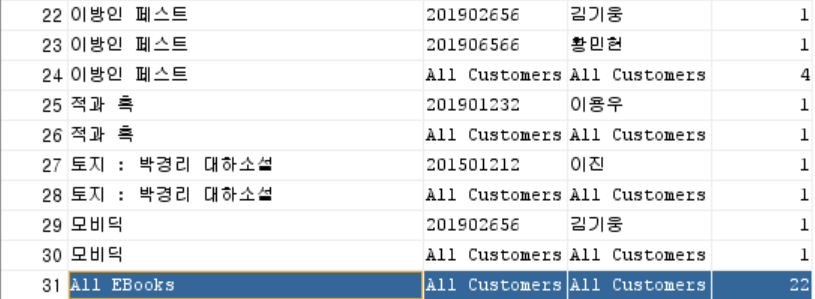 22 이방인 페스트 201902656 김기웅 1
23 이방인 페스트 201906566 황민현 1
24 이방인 페스트 All Customers All Customers 4
25 적과 흑 201901232 이용우 1
26 적과 흑 All Customers All Customers 1
27 토지 : 박경리 대하소설 201501212 이진 1
28 토지 : 박경리 대하소설 All Customers All Customers 1
29 모비딕 201902656 김기웅 1
30 모비딕 All Customers All Customers 1
31 All EBooks All Customers All Customers 22